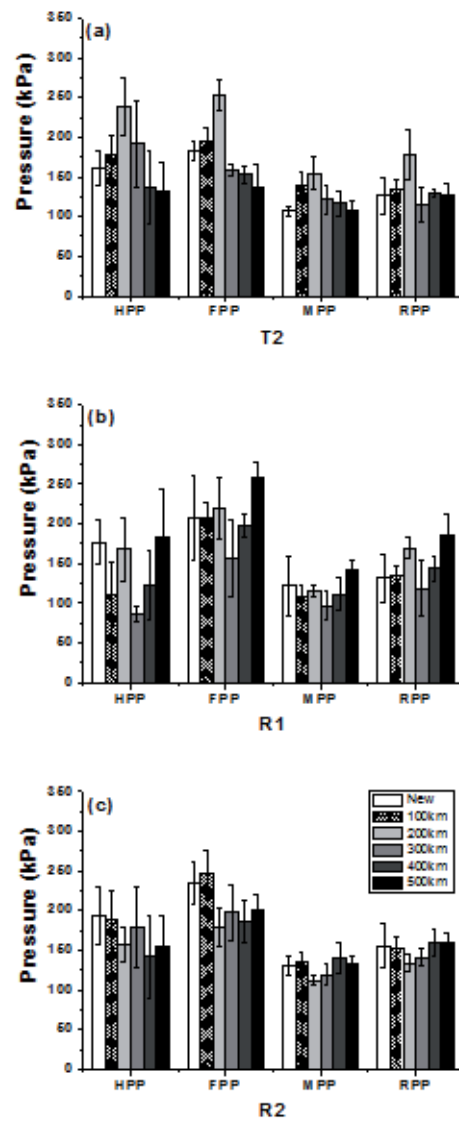 (a)
Pressure (kPa)
350
300
250
200
150
100
50
0
HPP FPP MPP RPP
T2
(b)
Pressure (kPa)
350
300
250
200
150
100
50
0
HPP FPP MPP RPP
R1
(c)
Pressure (kPa)
350
300
250
200
150
100
50
0
New
100km
200km
300km
400km
500km
HPP FPP MPP RPP
R2